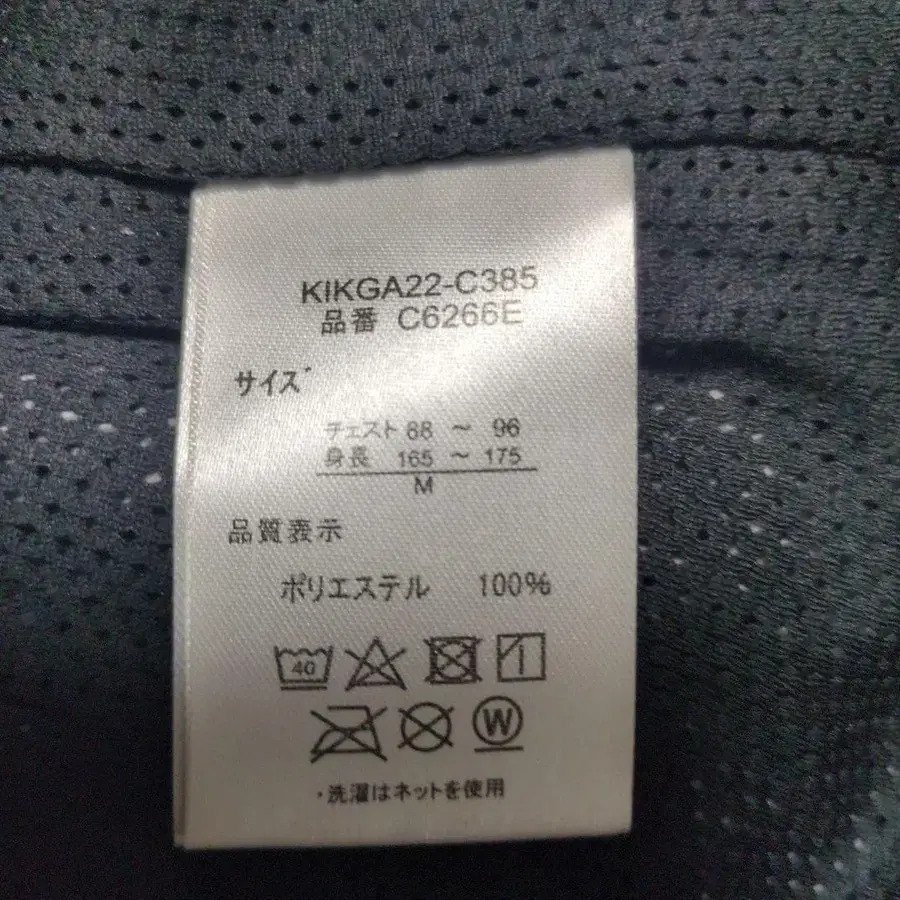 KIKGA22-C385
品番 C6266E
サイズ
チェスト 88 ～ 96
身長 165 ～ 175
M
品質表示
ポリエステル 100%
40
W
・洗濯はネットを使用